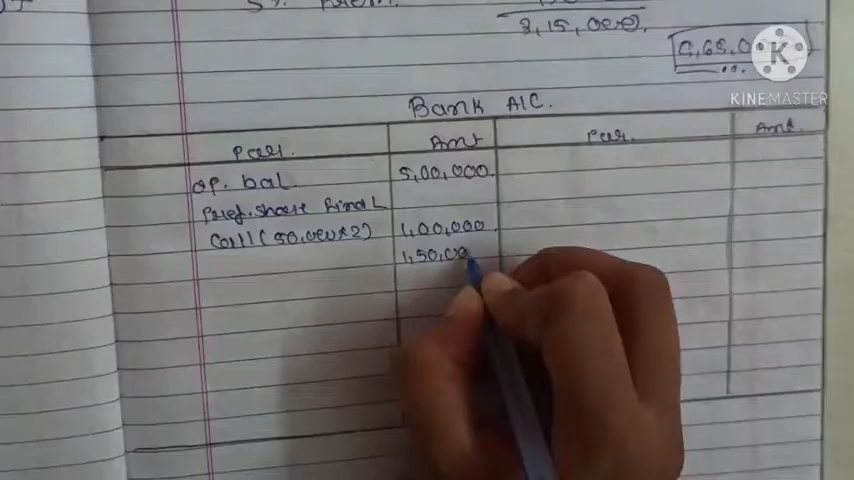 3,15,000.
KINEMASTER
Bank A/C.
Par. Amt Par. Amt.
op. bal. 5,00,000.
Pref. share final
Call (50,000×2) 1,00,000
1,50,00